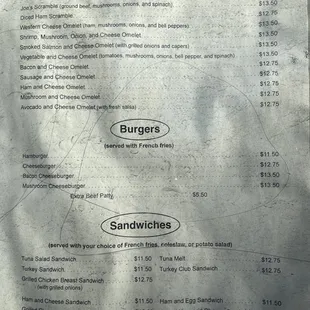 Joe's Scramble (ground beef, mushrooms, onions, and spinach) $13.50
Diced Ham Scramble $12.75
Western Cheese Omelet (ham, mushrooms, onions, and bell peppers) $13.50
Shrimp, Mushroom, Onion, and Cheese Omelet $13.50
Smoked Salmon and Cheese Omelet (with grilled onions and capers) $13.50
Vegetable and Cheese Omelet (tomatoes, mushrooms, onions, bell pepper, and spinach) $13.50
Bacon and Cheese Omelet $12.75
Sausage and Cheese Omelet $12.75
Ham and Cheese Omelet $12.75
Mushroom and Cheese Omelet $12.75
Avocado and Cheese Omelet (with fresh salsa) $12.75
Burgers
(served with French fries)
Hamburger $11.50
Cheeseburger $12.75
Bacon Cheeseburger $13.50
Mushroom Cheeseburger $13.50
Extra Beef Patty $5.50
Sandwiches
(served with your choice of French fries, coleslaw, or potato salad)
Tuna Salad Sandwich $11.50 Tuna Melt $12.75
Turkey Sandwich $11.50 Turkey Club Sandwich $12.75
Grilled Chicken Breast Sandwich $12.75
(with grilled onions)
Ham and Cheese Sandwich $11.50 Ham and Egg Sandwich $11.50